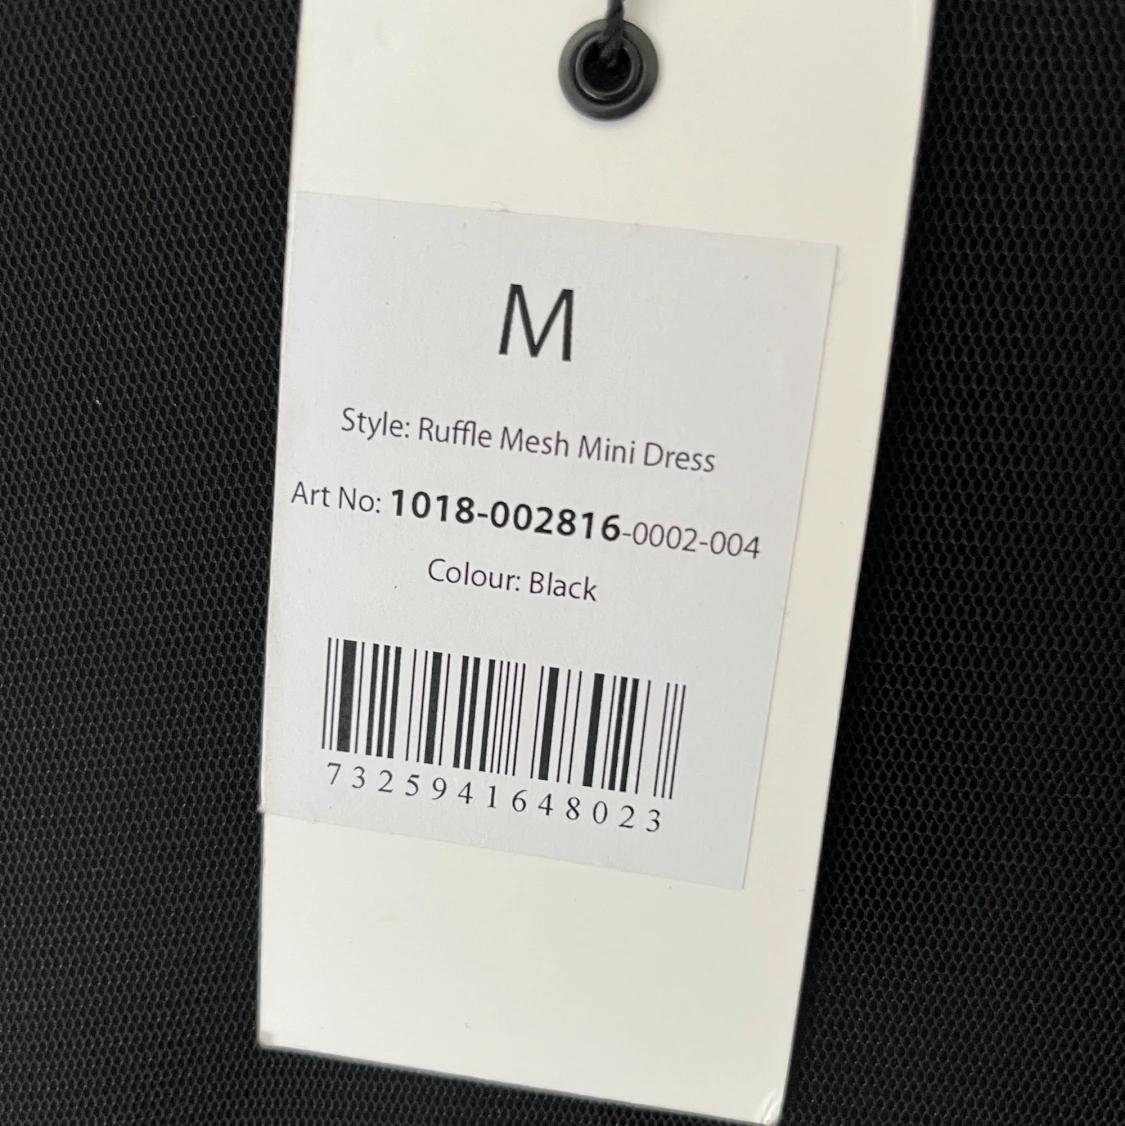 M
Style: Ruffle Mesh Mini Dress
Art No: 1018-002816-0002-004
Colour: Black
7325941648023